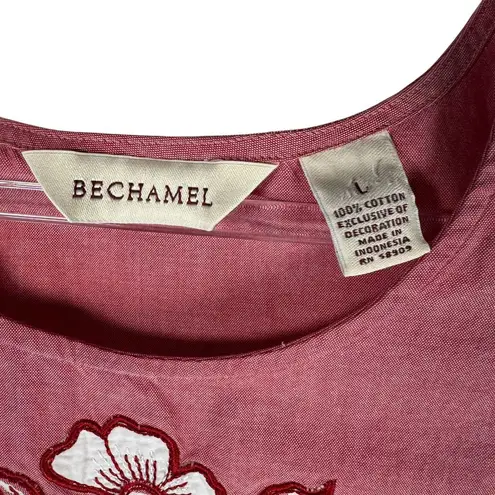 BECHAMEL
L
100% COTTON
EXCLUSIVE OF
DECORATION
MADE IN
INDONESIA
RN 58909